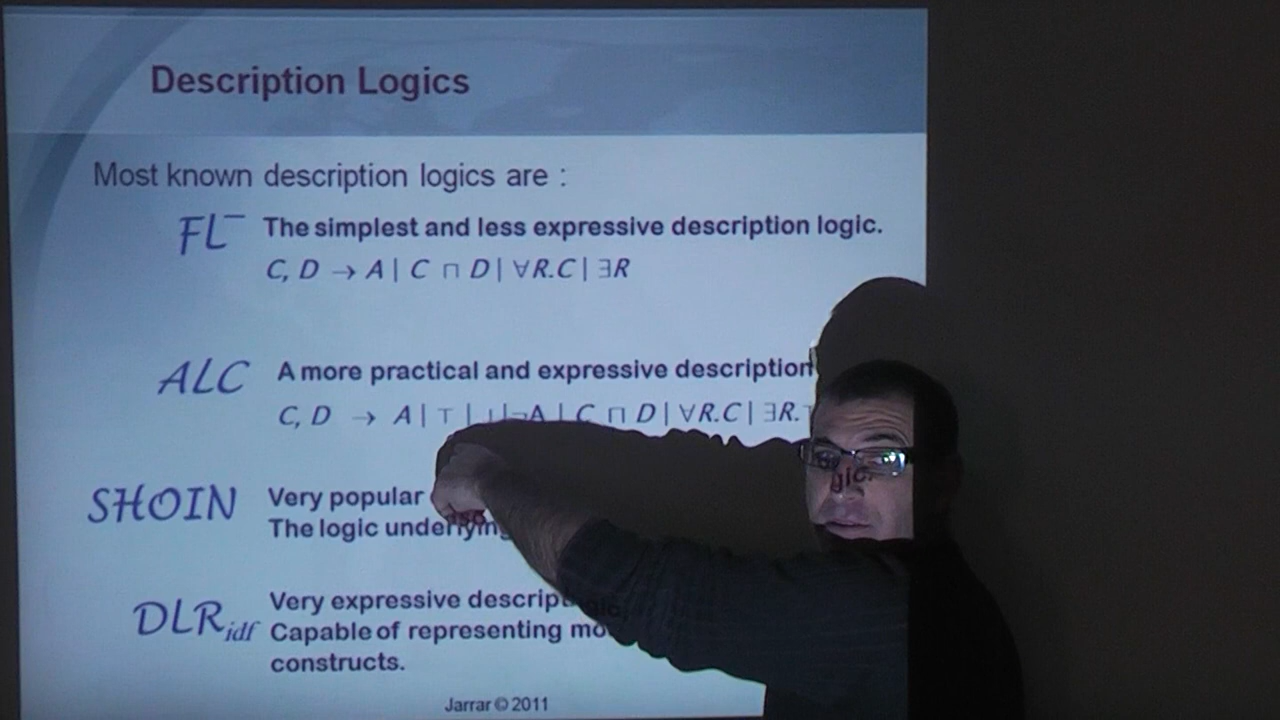 Description Logics
Most known description logics are :
FL⁻ The simplest and less expressive description logic.
C, D → A | C ⊓ D | ∀R.C | ∃R
ALC A more practical and expressive description
C, D → A | ⊤ | ⊥ | ¬A | C ⊓ D | ∀R.C | ∃R.
SHOIN Very popular
The logic underlying
DLRidf Very expressive
Capable of representing
constructs.
Jarrar © 2011